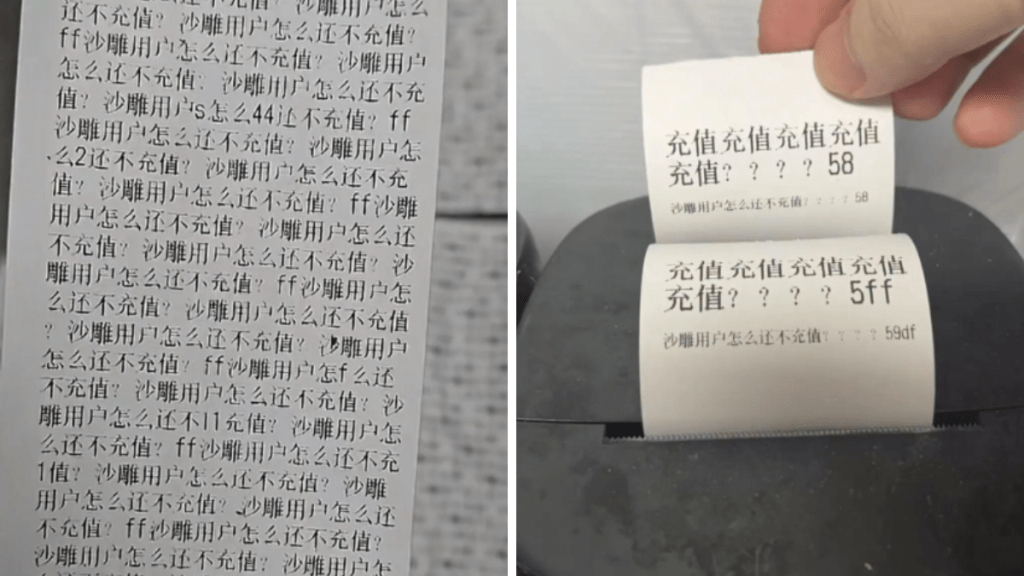 还不充值？沙雕用户怎么
还不充值？沙雕用户怎么还不充值？
ff沙雕用户怎么还不充值？沙雕用户
怎么还不充值：沙雕用户怎么还不充
值？沙雕用户s怎么44还不充值？ff
沙雕用户怎么还不充值？沙雕用户怎
么2还不充值？沙雕用户怎么还不充
值？沙雕用户怎么还不充值？ff沙雕
用户怎么还不充值？沙雕用户怎么还
不充值？沙雕用户怎么还不充值？沙
雕用户怎么还不充值？ff沙雕用户怎
么还不充值？沙雕用户怎么还不充值
？沙雕用户怎么还不充值？沙雕用户
怎么还不充值？ff沙雕用户怎f么还
不充值？沙雕用户怎么还不充值？沙
雕用户怎么还不l1充值？沙雕用户怎
么还不充值？ff沙雕用户怎么还不充
1值？沙雕用户怎么还不充值？沙雕
用户怎么还不充值？沙雕用户怎么还
不充值？ff沙雕用户怎么还不充值？
沙雕用户怎么还不充值？沙雕用户怎
充值充值充值充值
充值？？？？58
沙雕用户怎么还不充值？？？？58
充值充值充值充值
充值？？？？5ff
沙雕用户怎么还不充值？？？？59df